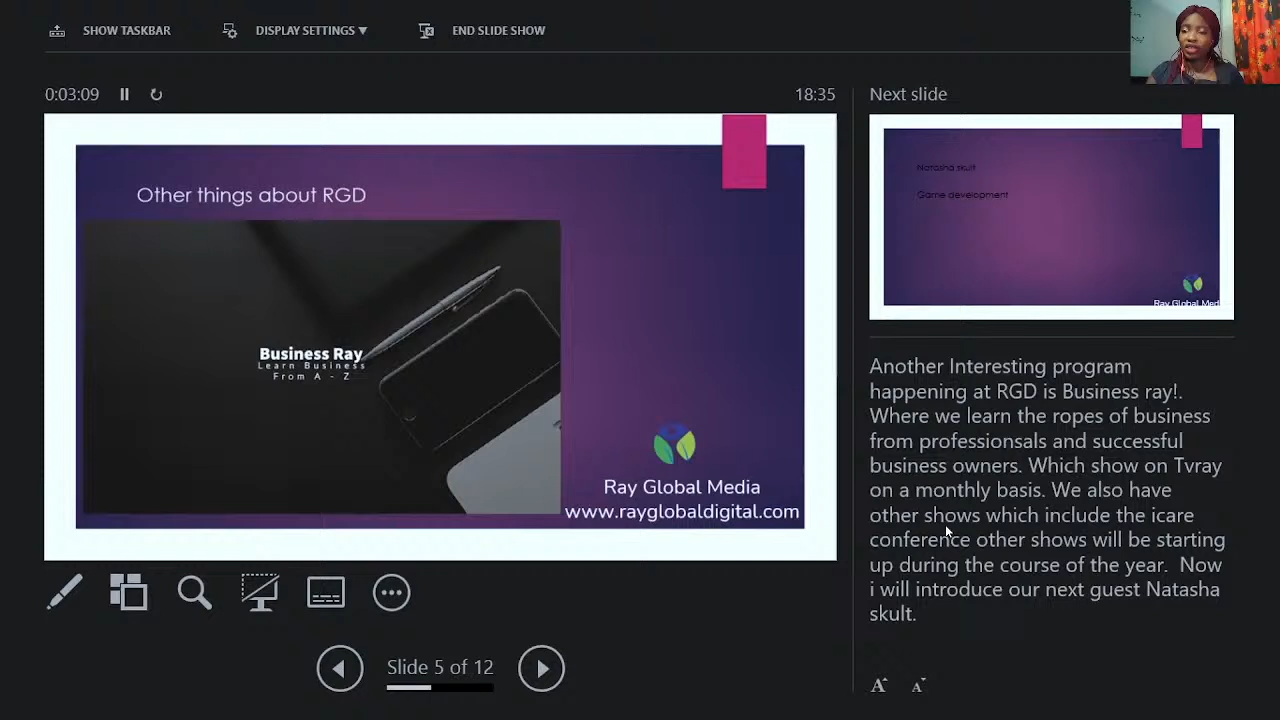 SHOW TASKBAR
DISPLAY SETTINGS ▼
END SLIDE SHOW
0:03:09
18:35
Other things about RGD
Business Ray
Learn Business
From A - Z
Ray Global Media
www.rayglobaldigital.com
Slide 5 of 12
Next slide
Natasha skult
Game development
Ray Global Med
Another Interesting program
happening at RGD is Business ray!.
Where we learn the ropes of business
from professionsals and successful
business owners. Which show on Tvray
on a monthly basis. We also have
other shows which include the icare
conference other shows will be starting
up during the course of the year.  Now
i will introduce our next guest Natasha
skult.
A A